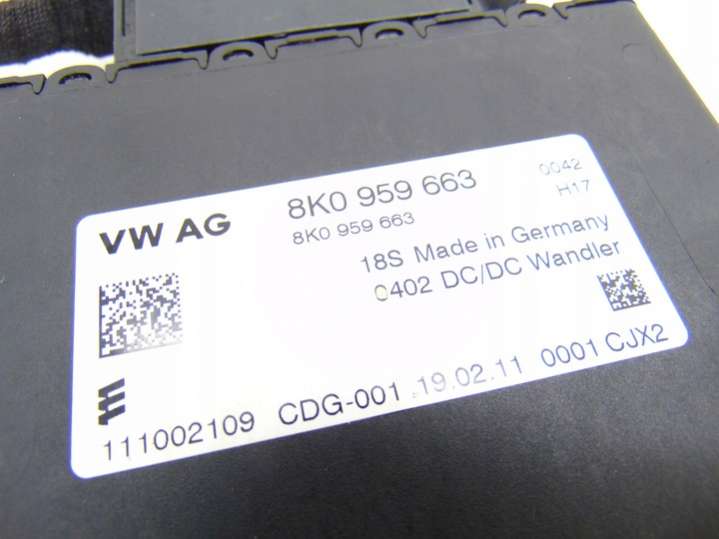 VW AG
8K0 959 663
0042
8K0 959 663
H17
18S Made in Germany
0402 DC/DC Wandler
111002109 CDG-001 19.02.11 0001 CJX2